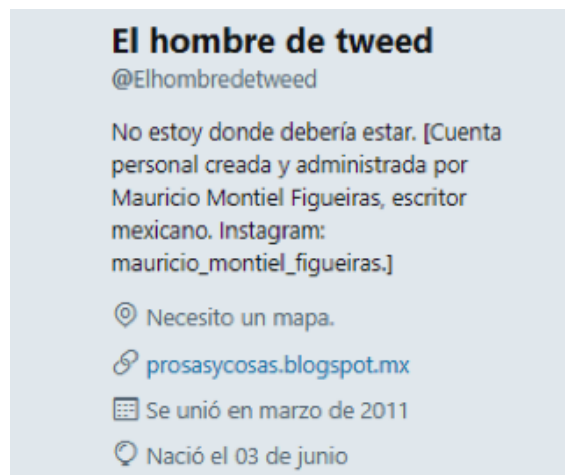 El hombre de tweed
@Elhombredetweed
No estoy donde debería estar. [Cuenta
personal creada y administrada por
Mauricio Montiel Figueiras, escritor
mexicano. Instagram:
mauricio_montiel_figueiras.]
Necesito un mapa.
prosasycosas.blogspot.mx
Se unió en marzo de 2011
Nació el 03 de junio